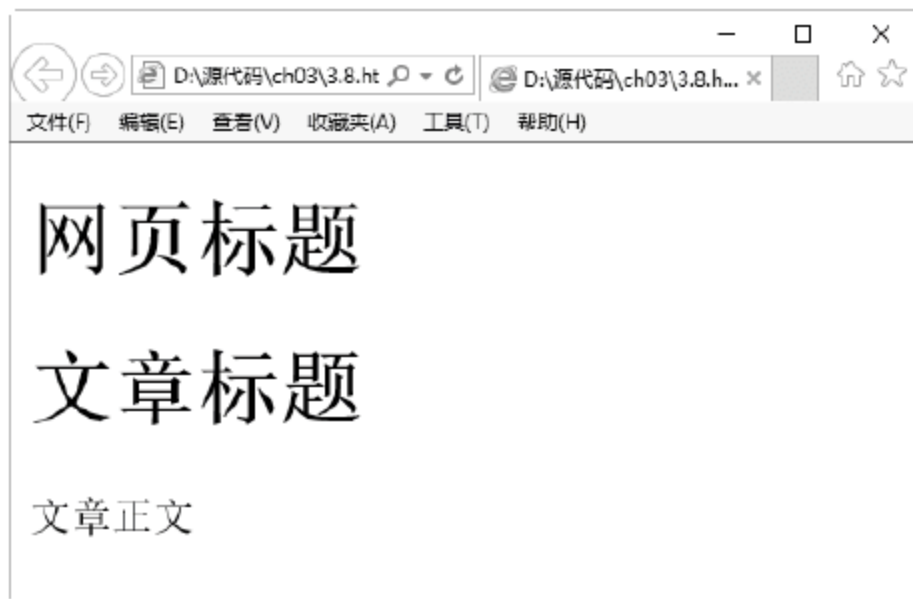 D:\源代码\ch03\3.8.ht
D:\源代码\ch03\3.8.h...
文件(F) 编辑(E) 查看(V) 收藏夹(A) 工具(T) 帮助(H)
网页标题
文章标题
文章正文